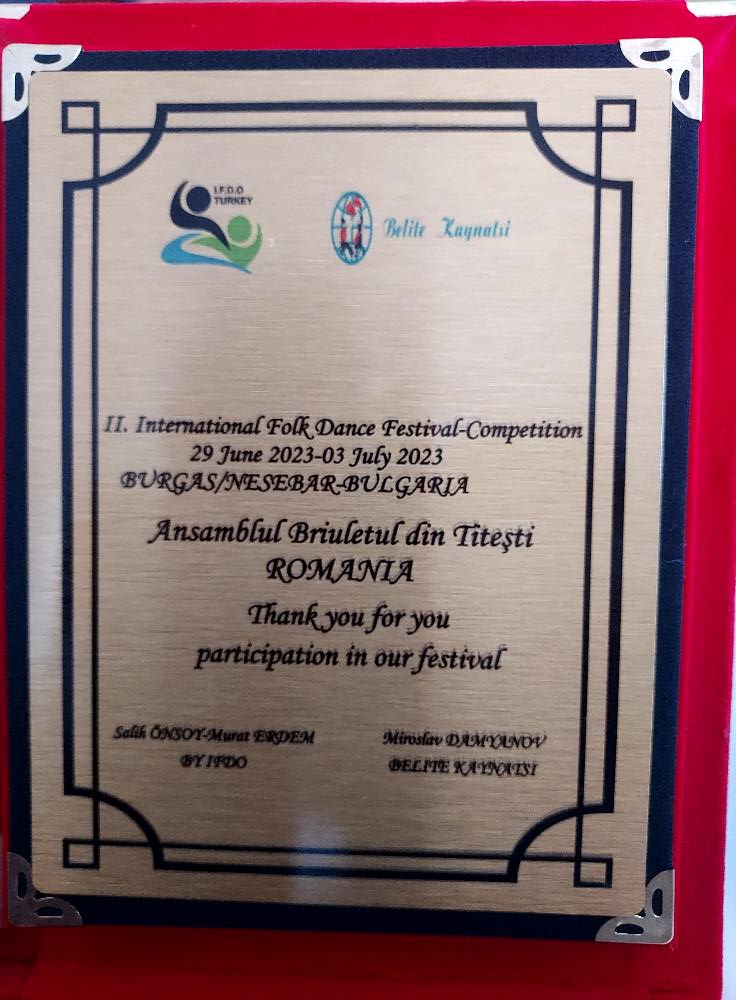 I.F.D.O
TURKEY
Belite Kaynatsi
II. International Folk Dance Festival-Competition
29 June 2023-03 July 2023
BURGAS/NESEBAR-BULGARIA
Ansamblul Briuletul din Titeşti
ROMANIA
Thank you for you
participation in our festival
Salih ÖNSOY-Murat ERDEM
BY IFDO
Miroslav DAMYANOV
BELITE KAYNATSI